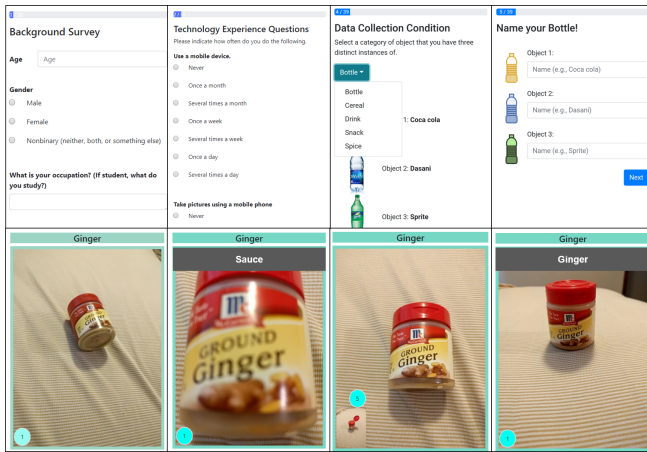 Background Survey
Age
Age
Gender
Male
Female
Nonbinary (neither, both, or something else)
What is your occupation? (If student, what do
you study?)
Technology Experience Questions
Please indicate how often do you do the following.
Use a mobile device.
Never
Once a month
Several times a month
Once a week
Several times a week
Once a day
Several times a day
Take pictures using a mobile phone
Never
4 / 39
Data Collection Condition
Select a category of object that you have three
distinct instances of.
Bottle
Bottle
Cereal
Drink
Snack
Spice
1: Coca cola
Object 2: Dasani
Object 3: Sprite
5 / 39
Name your Bottle!
Object 1:
Name (e.g., Coca cola)
Object 2:
Name (e.g., Dasani)
Object 3:
Name (e.g., Sprite)
Next
Ginger
GROUND
Ginger
1
Ginger
Sauce
GROUND
Ginger
1
Ginger
GROUND
Ginger
5
Ginger
Ginger
GROUND
Ginger
1